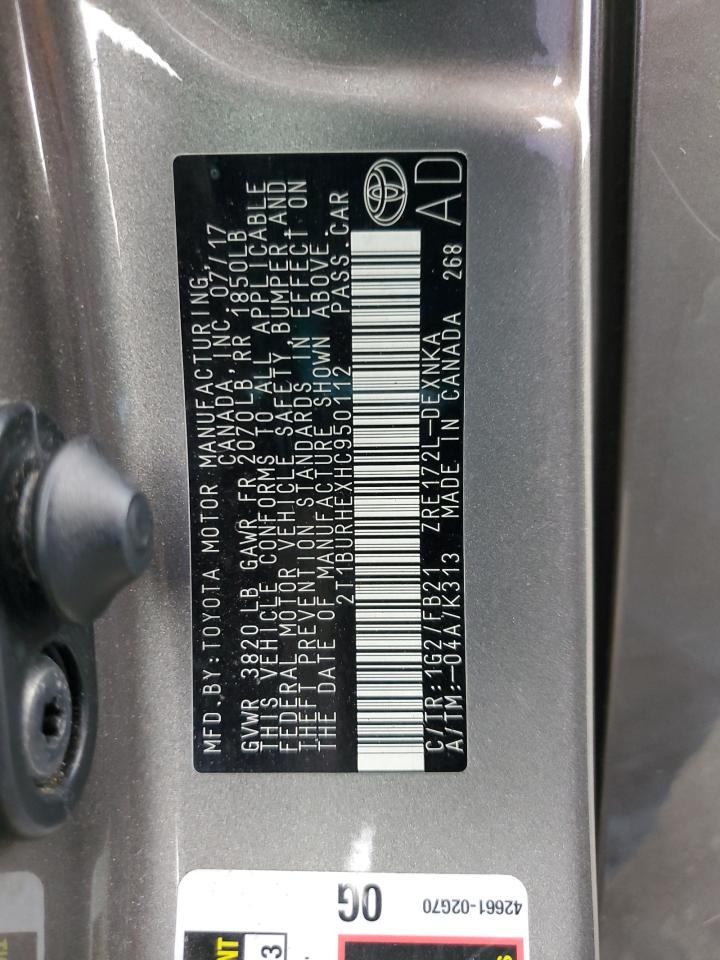 MFD.BY:TOYOTA MOTOR MANUFACTURING,
CANADA, INC. 07/17
GVWR 3820 LB GAWR FR 2070LB, RR 1850LB
THIS VEHICLE CONFORMS TO ALL APPLICABLE
FEDERAL MOTOR VEHICLE SAFETY, BUMPER AND
THEFT PREVENTION STANDARDS IN EFFECT ON
THE DATE OF MANUFACTURE SHOWN ABOVE.
2T1BURHEXHC950112 PASS.CAR
C/TR:1G2/FB21 ZRE172L-DEXNKA
A/TM:-04A/K313 MADE IN CANADA 268
AD
0G
42661-02G70
NT
3